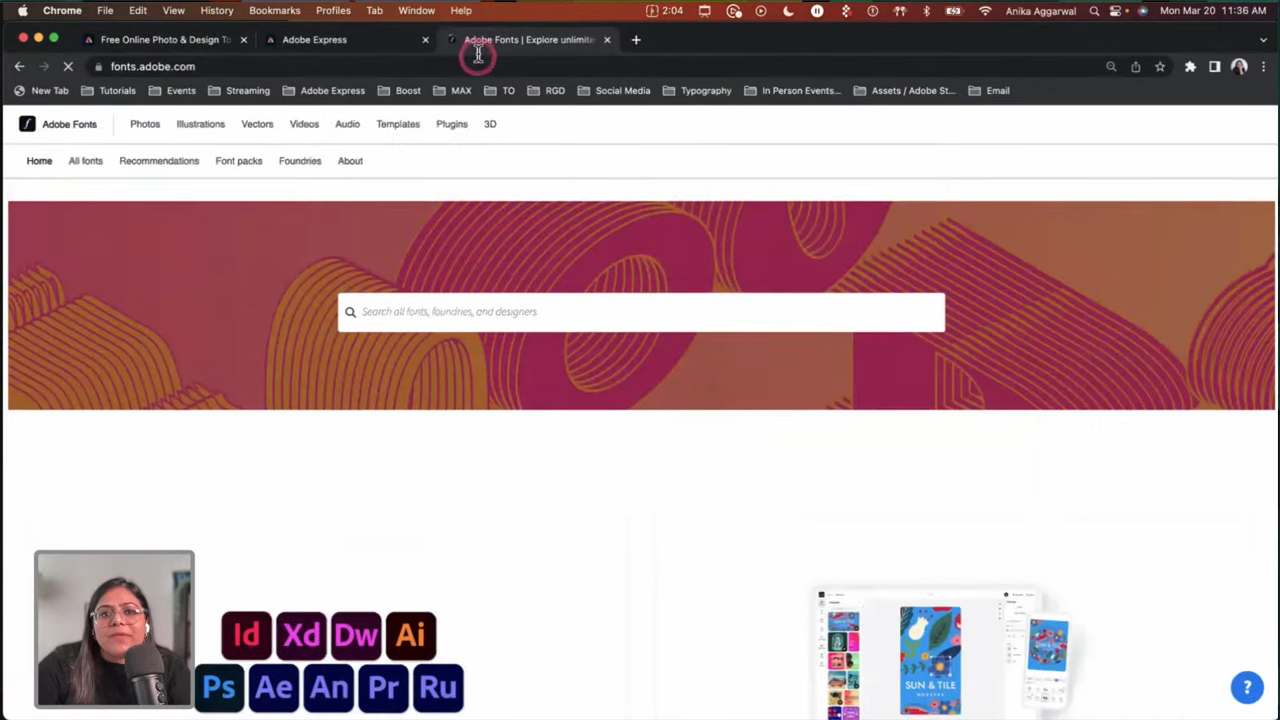 Chrome File Edit View History Bookmarks Profiles Tab Window Help 2:04 Anika Aggarwal Mon Mar 20 11:36 AM
Free Online Photo & Design To Adobe Express Adobe Fonts | Explore unlimite
fonts.adobe.com
New Tab Tutorials Events Streaming Adobe Express Boost MAX TO RGD Social Media Typography In Person Events... Assets / Adobe St... Email
Adobe Fonts Photos Illustrations Vectors Videos Audio Templates Plugins 3D
Home All fonts Recommendations Font packs Foundries About
Search all fonts, foundries, and designers
Id Xd Dw Ai
Ps Ae An Pr Ru
SUN & TILE
?